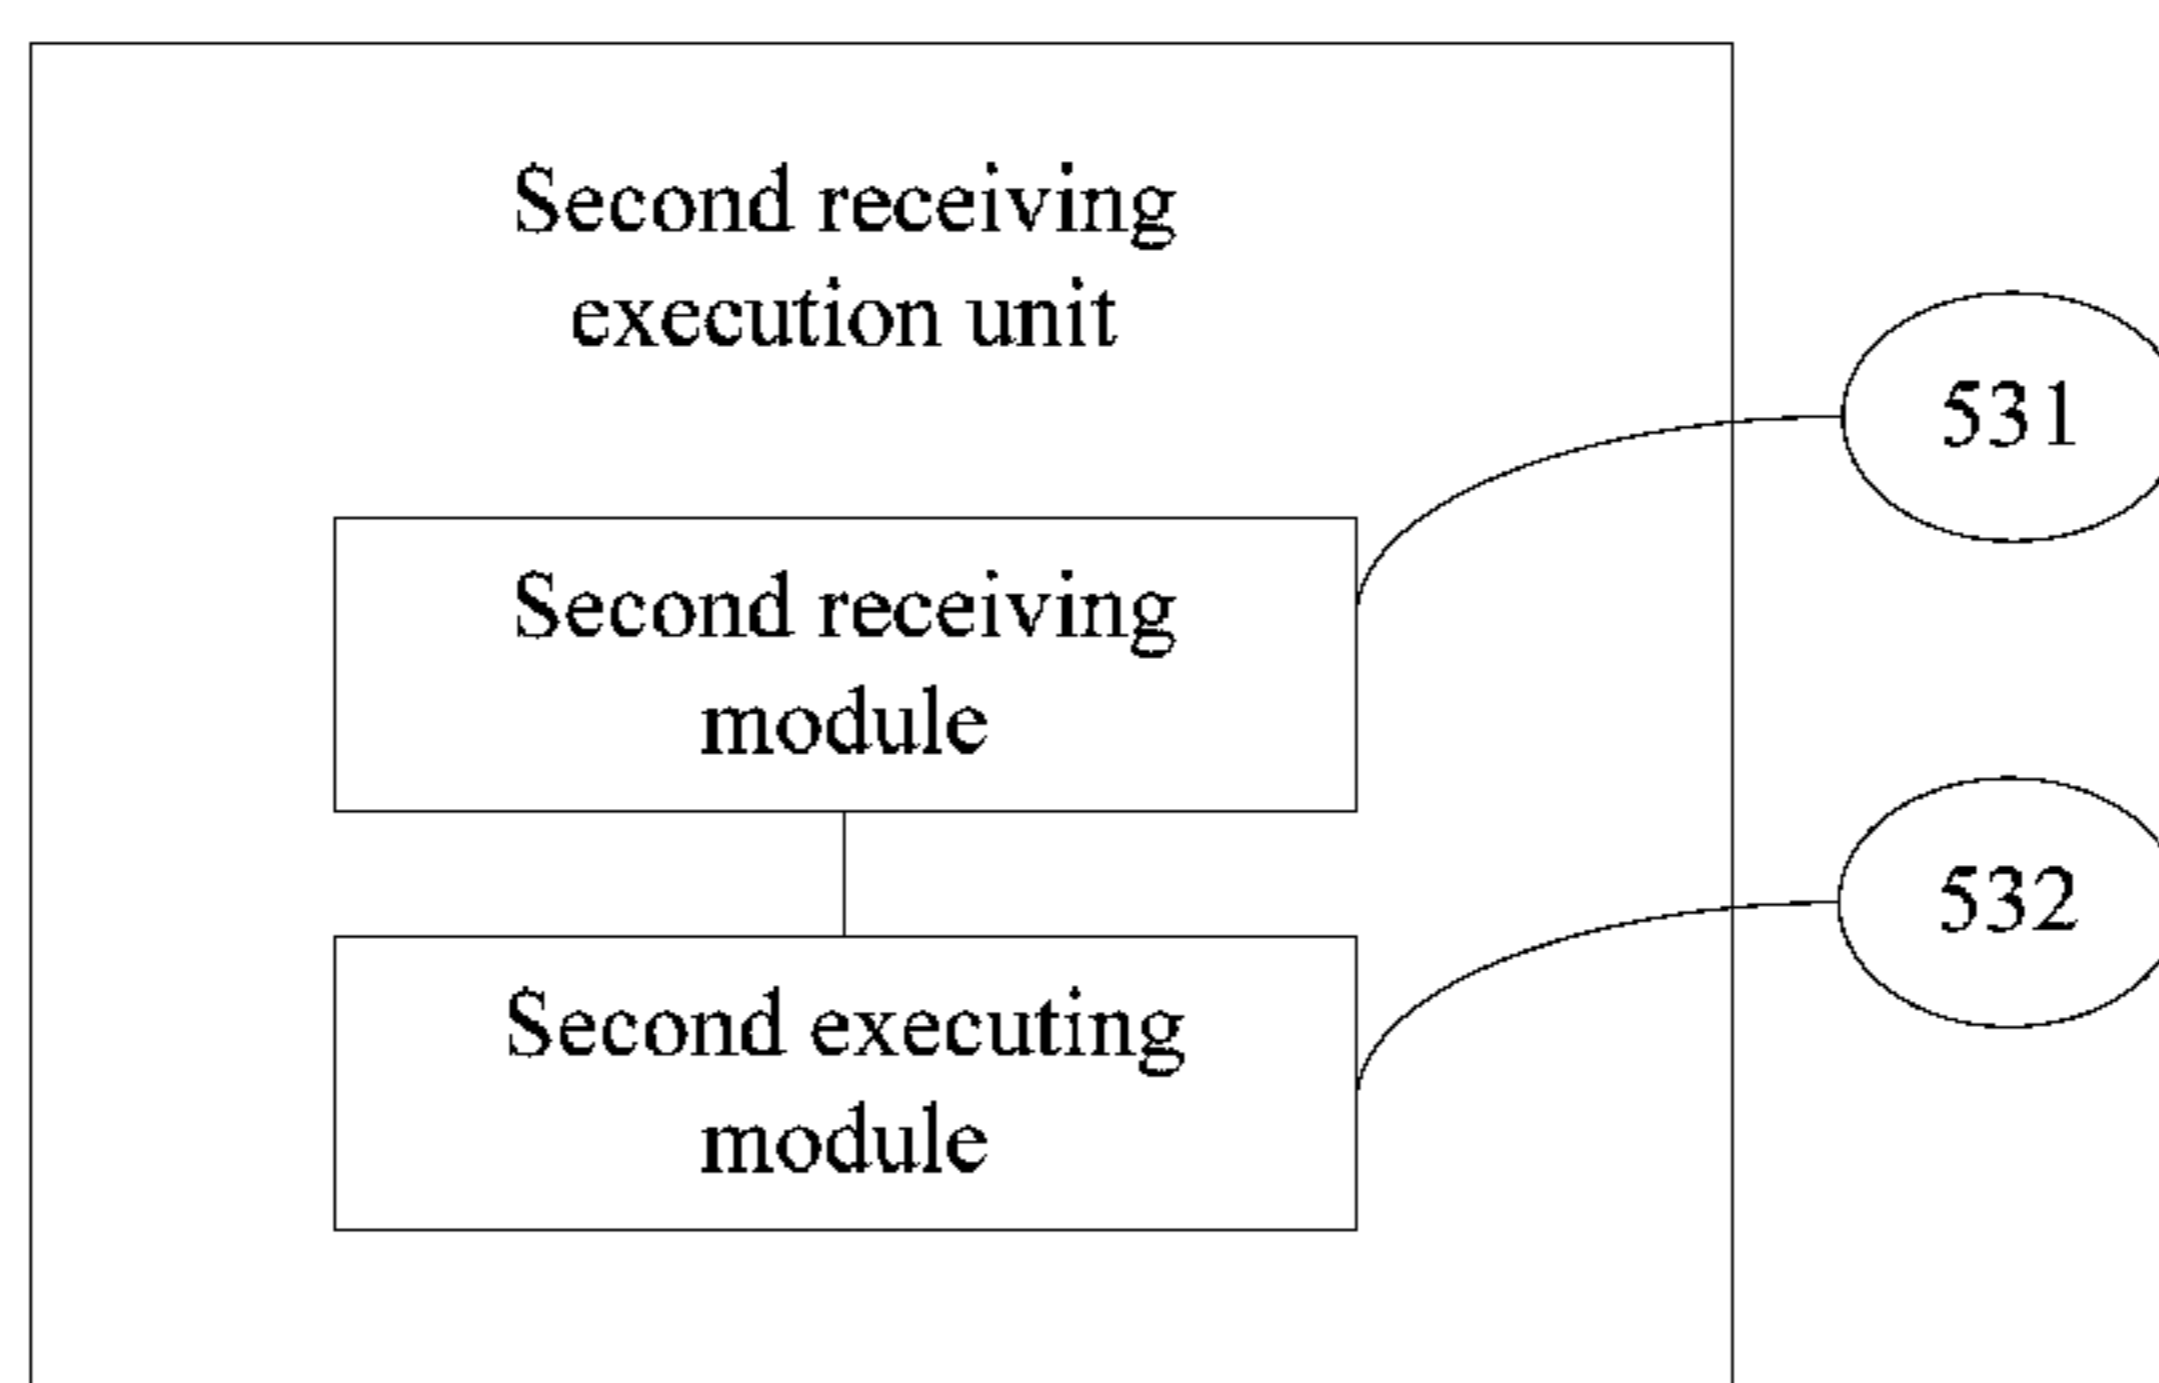 Second receiving
execution unit
531
Second receiving
module
532
Second executing
module